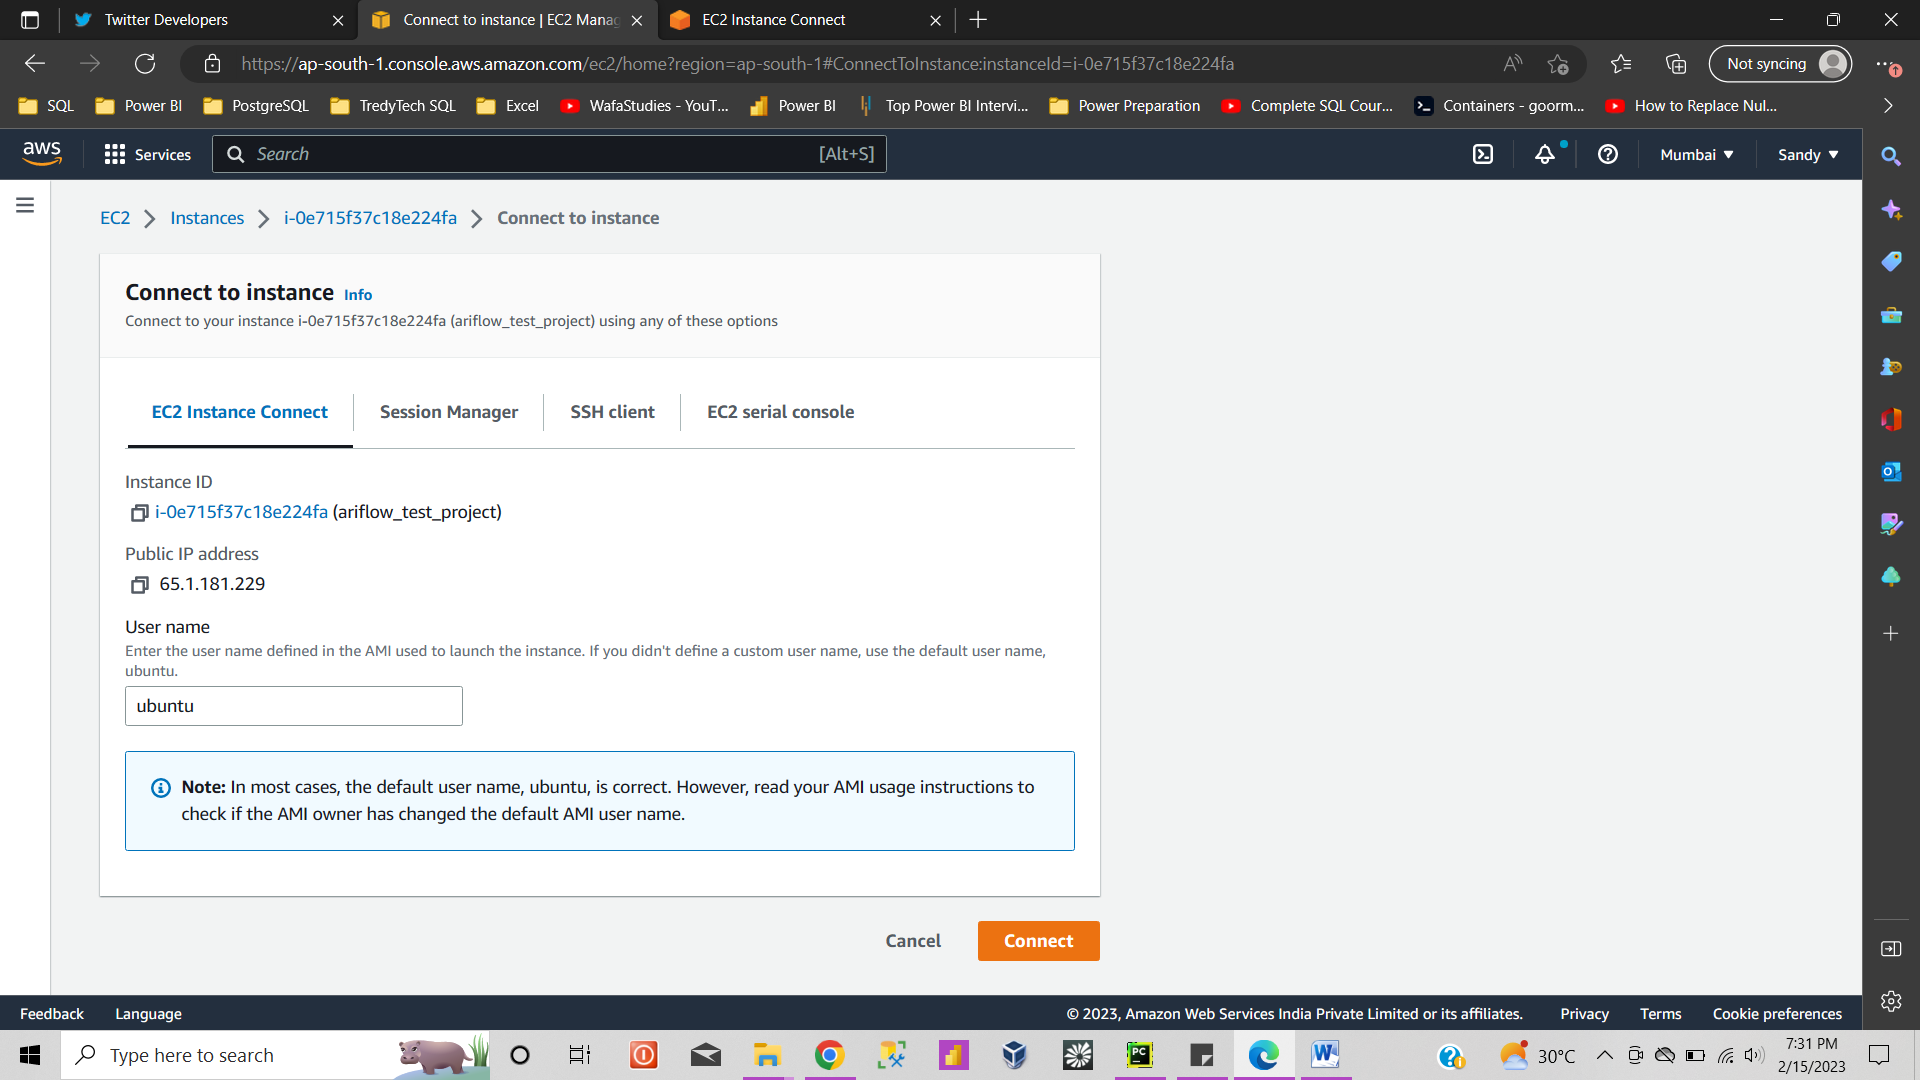 Twitter Developers
Connect to instance | EC2 Manag
EC2 Instance Connect
https://ap-south-1.console.aws.amazon.com/ec2/home?region=ap-south-1#ConnectToInstance:instanceId=i-0e715f37c18e224fa
Not syncing
SQL
Power BI
PostgreSQL
TredyTech SQL
Excel
WafaStudies - YouT...
Power BI
Top Power BI Intervi...
Power Preparation
Complete SQL Cour...
Containers - goorm...
How to Replace Nul...
aws
Services
Search
[Alt+S]
Mumbai
Sandy
EC2
Instances
i-0e715f37c18e224fa
Connect to instance
Connect to instance Info
Connect to your instance i-0e715f37c18e224fa (ariflow_test_project) using any of these options
EC2 Instance Connect
Session Manager
SSH client
EC2 serial console
Instance ID
i-0e715f37c18e224fa (ariflow_test_project)
Public IP address
65.1.181.229
User name
Enter the user name defined in the AMI used to launch the instance. If you didn't define a custom user name, use the default user name,
ubuntu.
ubuntu
Note: In most cases, the default user name, ubuntu, is correct. However, read your AMI usage instructions to
check if the AMI owner has changed the default AMI user name.
Cancel
Connect
Feedback
Language
© 2023, Amazon Web Services India Private Limited or its affiliates.
Privacy
Terms
Cookie preferences
Type here to search
PC
30°C
7:31 PM
2/15/2023